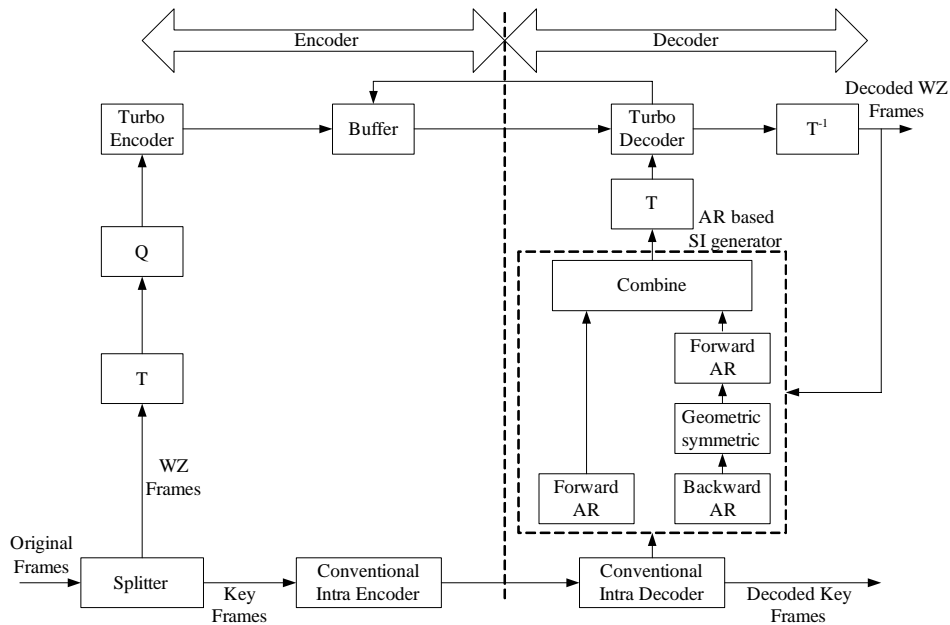 Encoder
Decoder
Decoded WZ
Frames
Turbo
Encoder
Buffer
Turbo
Decoder
T-1
T
AR based
SI generator
Q
Combine
T
Forward
AR
Geometric
symmetric
WZ
Frames
Forward
AR
Backward
AR
Original
Frames
Splitter
Key
Frames
Conventional
Intra Encoder
Conventional
Intra Decoder
Decoded Key
Frames